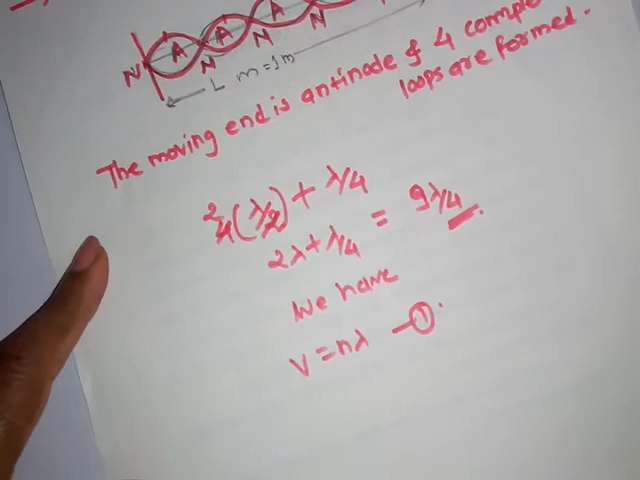 A A A
N N N N
L m = 1m
The moving end is antinode & 4 comple
loops are formed.
4(λ/2) + λ/4
2
2λ + λ/4 = 9λ/4
We have
V = nλ —①.